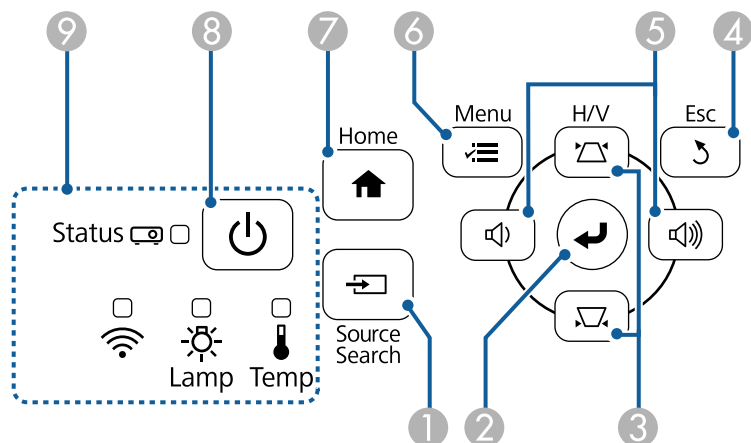 9 8 7 6 5 4
Menu H/V Esc
Home
Status
Source
Search
Lamp Temp
1 2 3